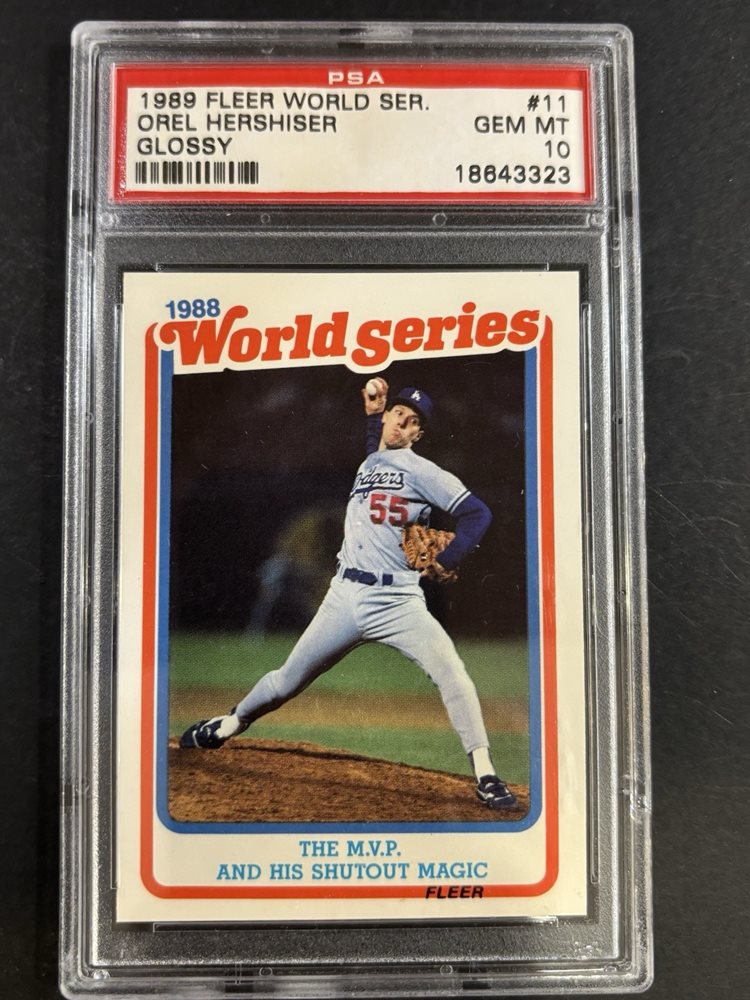 PSA
1989 FLEER WORLD SER. #11
OREL HERSHISER GEM MT
GLOSSY 10
18643323
1988
World Series
LA
Dodgers
55
THE M.V.P.
AND HIS SHUTOUT MAGIC
FLEER